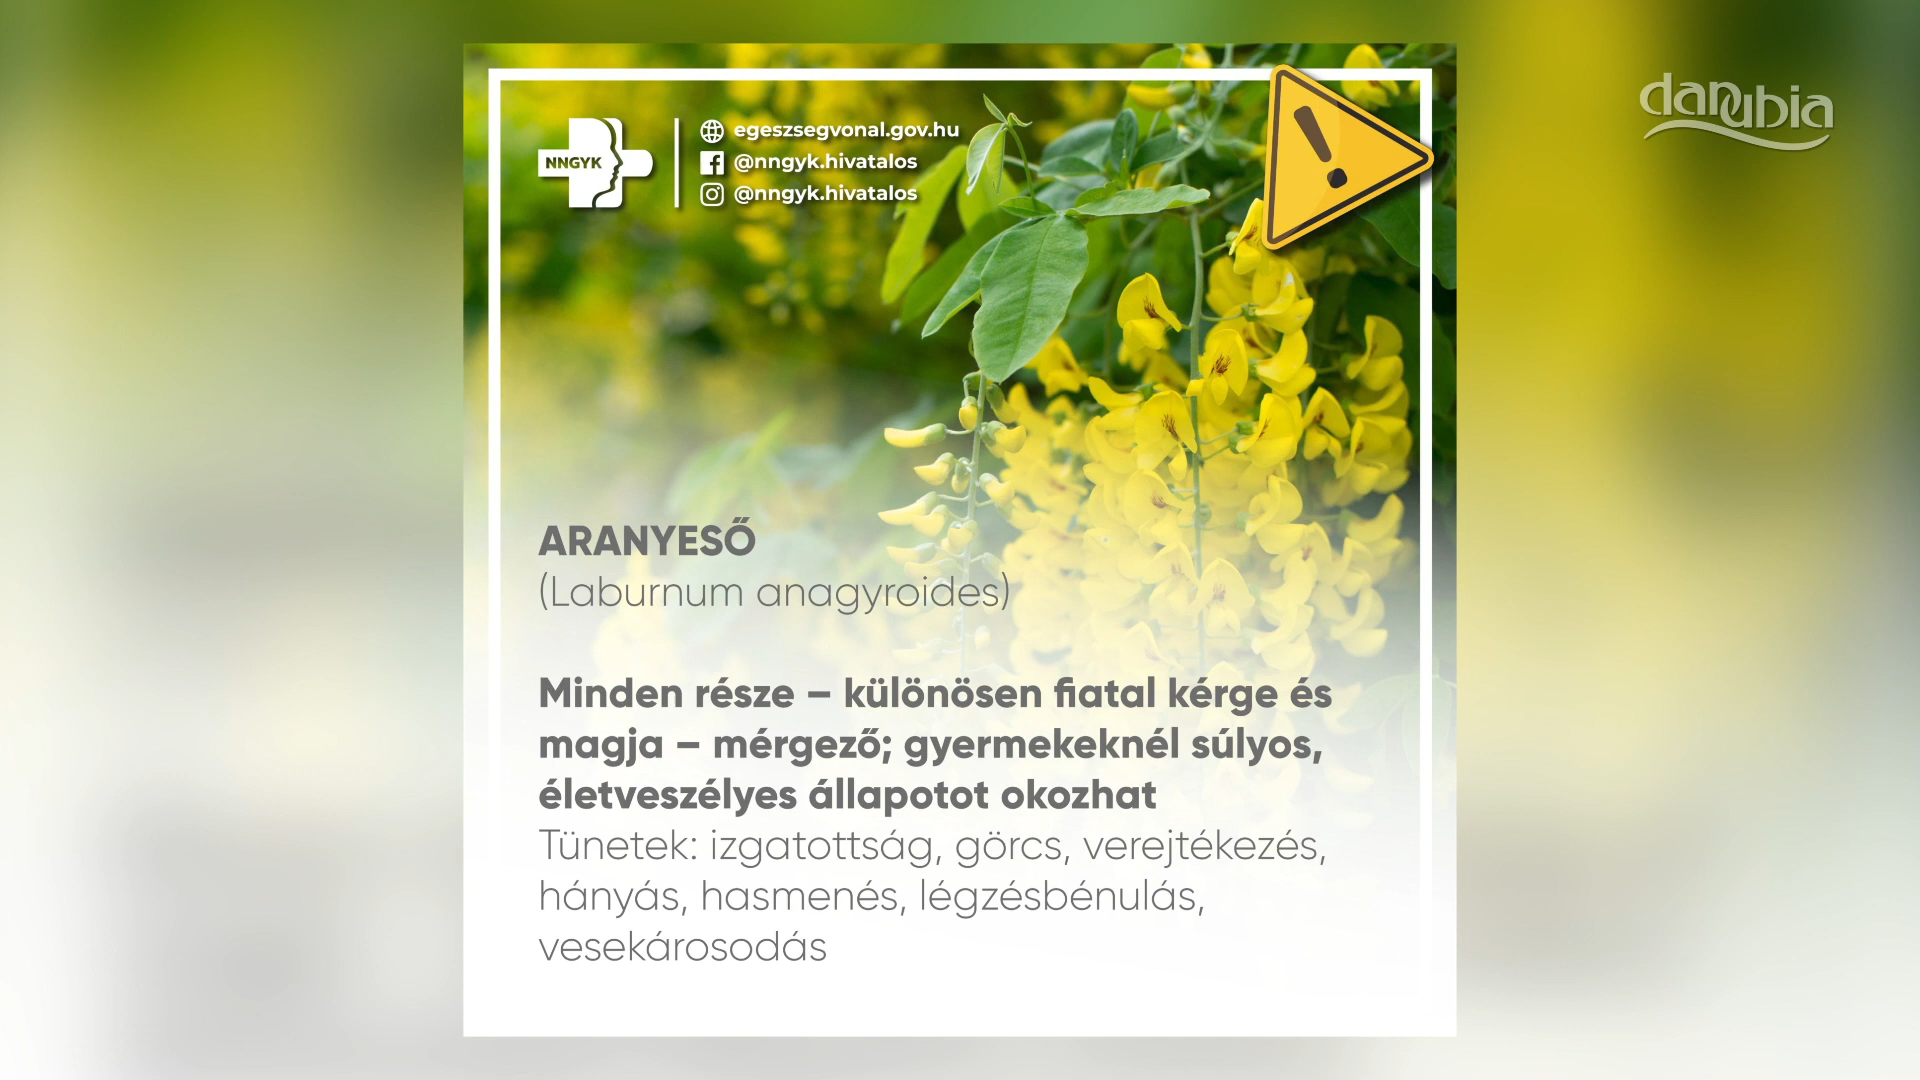 danubia
NNGYK
egeszsegvonal.gov.hu
@nngyk.hivatalos
@nngyk.hivatalos
ARANYESŐ
(Laburnum anagyroides)
Minden része – különösen fiatal kérge és
magja – mérgező; gyermekeknél súlyos,
életveszélyes állapotot okozhat
Tünetek: izgatottság, görcs, verejtékezés,
hányás, hasmenés, légzésbénulás,
vesekárosodás